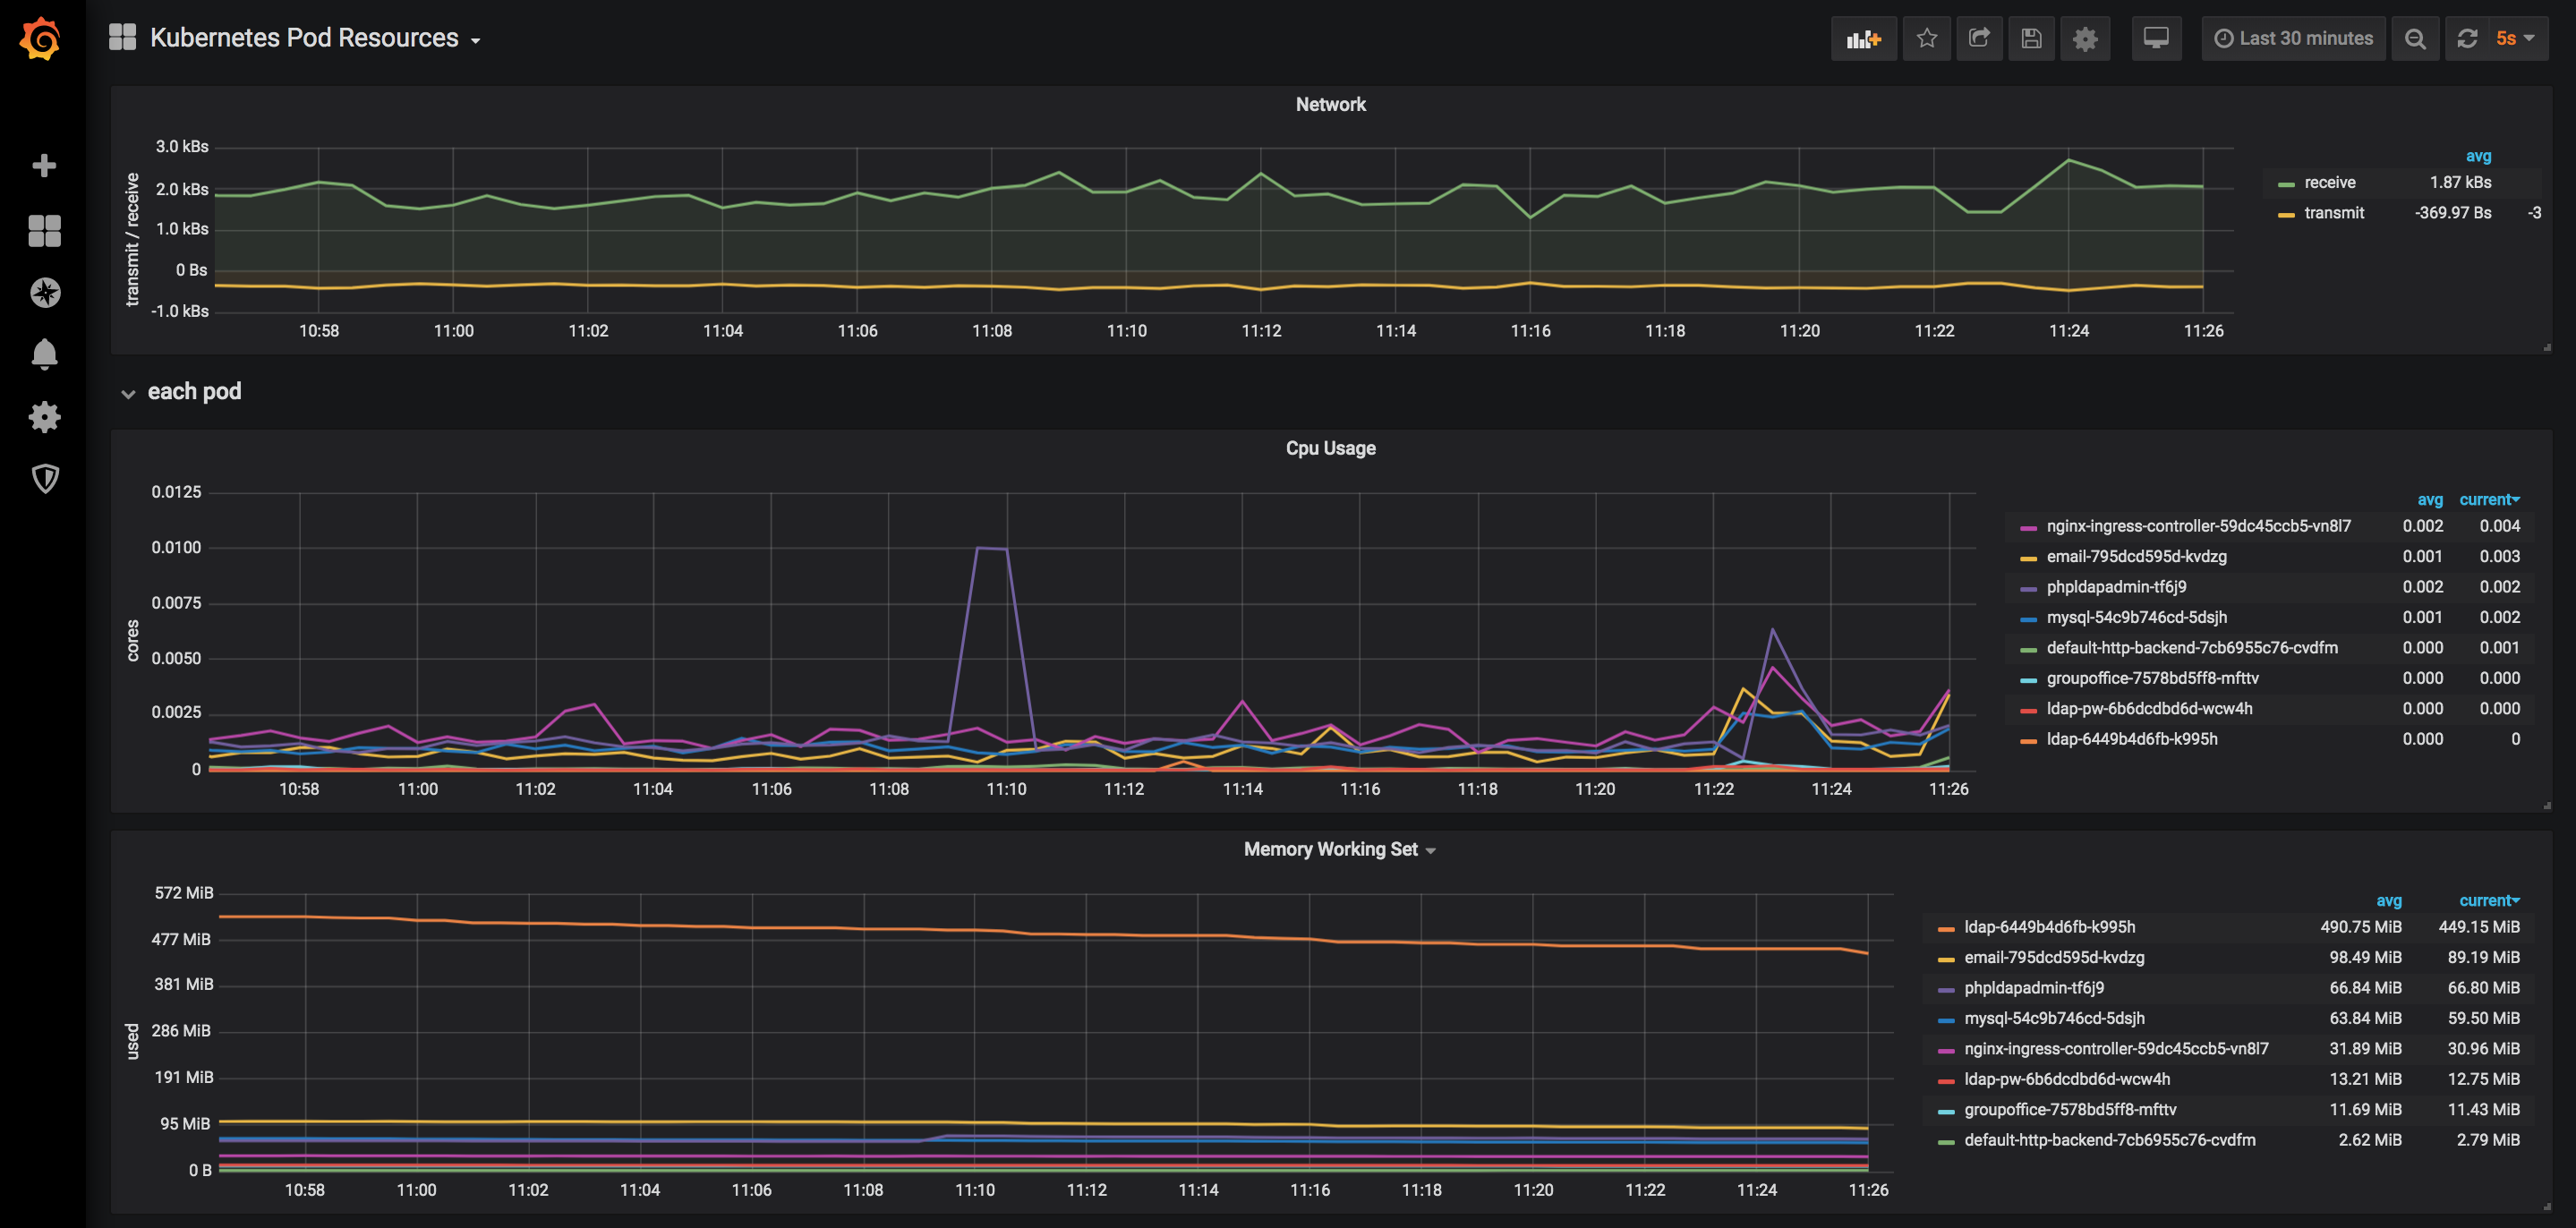 Kubernetes Pod Resources
Last 30 minutes
5s
Network
transmit / receive
3.0 kBs
2.0 kBs
1.0 kBs
0 Bs
-1.0 kBs
10:58 11:00 11:02 11:04 11:06 11:08 11:10 11:12 11:14 11:16 11:18 11:20 11:22 11:24 11:26
avg
receive 1.87 kBs
transmit -369.97 Bs -3
each pod
Cpu Usage
cores
0.0125
0.0100
0.0075
0.0050
0.0025
0
10:58 11:00 11:02 11:04 11:06 11:08 11:10 11:12 11:14 11:16 11:18 11:20 11:22 11:24 11:26
avg current
nginx-ingress-controller-59dc45ccb5-vn8l7 0.002 0.004
email-795dcd595d-kvdzg 0.001 0.003
phpldapadmin-tf6j9 0.002 0.002
mysql-54c9b746cd-5dsjh 0.001 0.002
default-http-backend-7cb6955c76-cvdfm 0.000 0.001
groupoffice-7578bd5ff8-mfttv 0.000 0.000
ldap-pw-6b6dcdbd6d-wcw4h 0.000 0.000
ldap-6449b4d6fb-k995h 0.000 0
Memory Working Set
used
572 MiB
477 MiB
381 MiB
286 MiB
191 MiB
95 MiB
0 B
10:58 11:00 11:02 11:04 11:06 11:08 11:10 11:12 11:14 11:16 11:18 11:20 11:22 11:24 11:26
avg current
ldap-6449b4d6fb-k995h 490.75 MiB 449.15 MiB
email-795dcd595d-kvdzg 98.49 MiB 89.19 MiB
phpldapadmin-tf6j9 66.84 MiB 66.80 MiB
mysql-54c9b746cd-5dsjh 63.84 MiB 59.50 MiB
nginx-ingress-controller-59dc45ccb5-vn8l7 31.89 MiB 30.96 MiB
ldap-pw-6b6dcdbd6d-wcw4h 13.21 MiB 12.75 MiB
groupoffice-7578bd5ff8-mfttv 11.69 MiB 11.43 MiB
default-http-backend-7cb6955c76-cvdfm 2.62 MiB 2.79 MiB